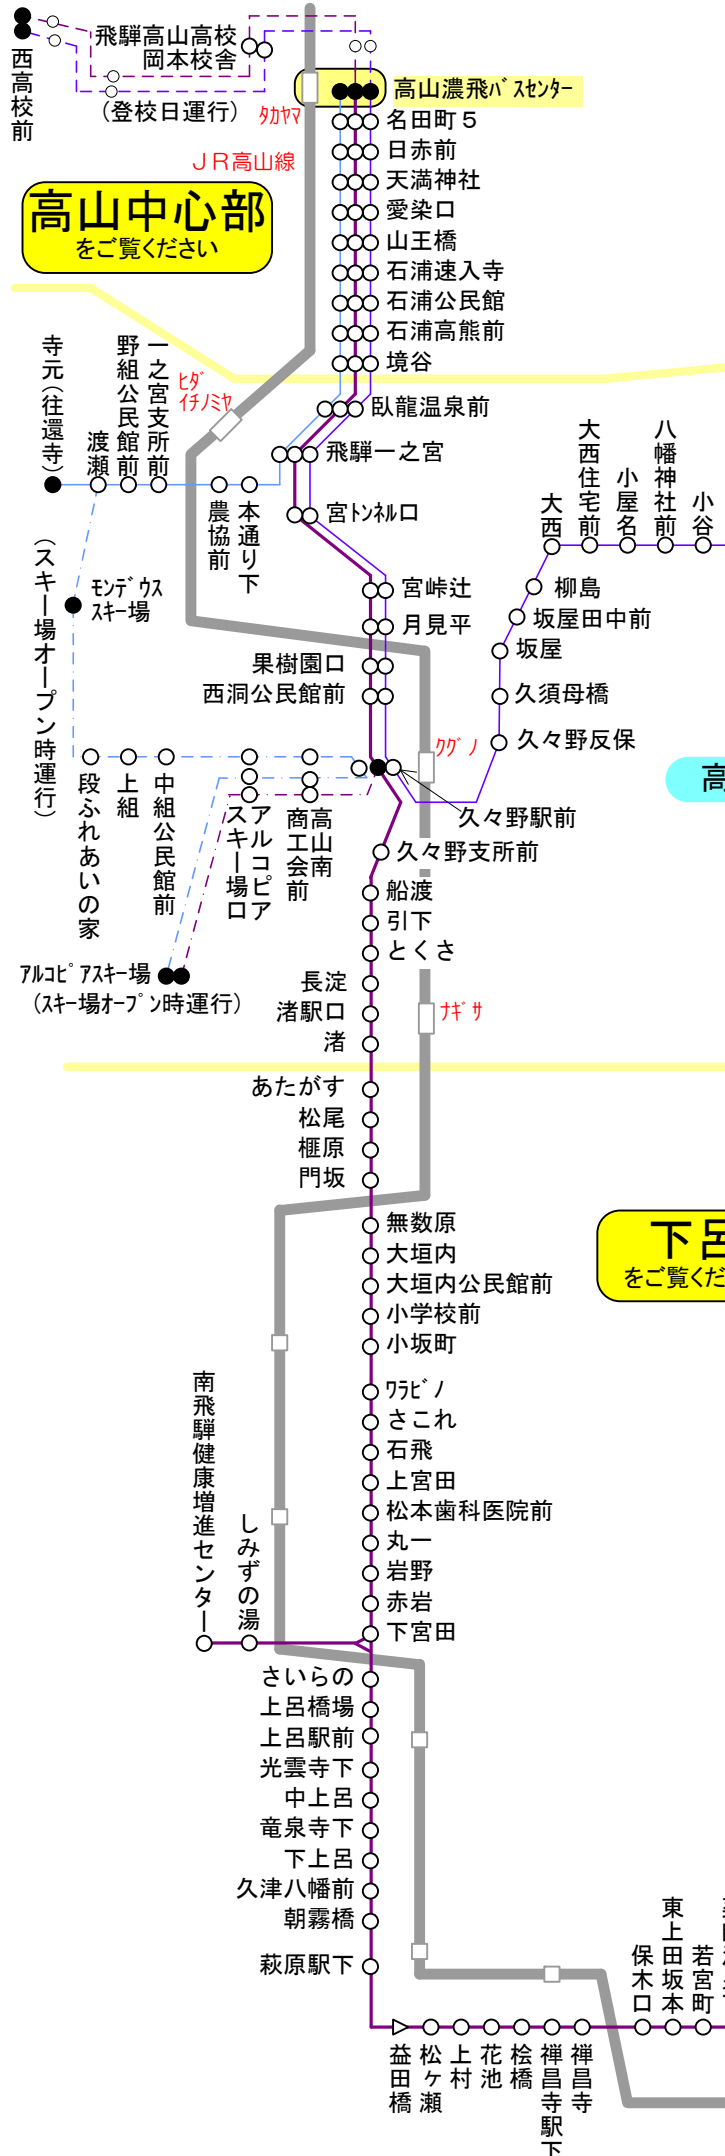 西高校前
飛騨高山高校
岡本校舎
(登校日運行)
ﾀｶﾔﾏ
高山濃飛ﾊﾞｽｾﾝﾀｰ
名田町５
日赤前
ＪＲ高山線
天満神社
高山中心部
をご覧ください
愛染口
山王橋
石浦速入寺
石浦公民館
石浦高熊前
境谷
臥龍温泉前
飛騨一之宮
宮トンネル口
ﾋﾀﾞ
ｲﾁﾉﾐﾔ
寺元(往還寺)
渡瀬
野組公民館前
一之宮支所前
農協前
本通り下
(スキー場オープン時運行)
ﾓﾝﾃﾞｳｽ
ｽｷｰ場
宮峠辻
月見平
果樹園口
西洞公民館前
大西
大西住宅前
小屋名
八幡神社前
小谷
柳島
坂屋田中前
坂屋
久須母橋
久々野反保
ｸｸﾞﾉ
高
久々野駅前
段ふれあいの家
上組
中組公民館前
アルコピア
スキー場口
高山南
商工会前
ｱﾙｺﾋﾟｱｽｷｰ場
(ｽｷｰ場ｵｰﾌﾟﾝ時運行)
久々野支所前
船渡
引下
とくさ
長淀
渚駅口
ﾅｷﾞｻ
渚
あたがす
松尾
榧原
門坂
無数原
大垣内
大垣内公民館前
小学校前
小坂町
下呂
をご覧くだ
ﾜﾗﾋﾞﾉ
さこれ
石飛
上宮田
松本歯科医院前
丸一
岩野
赤岩
下宮田
南飛騨健康増進センター
しみずの湯
さいらの
上呂橋場
上呂駅前
光雲寺下
中上呂
竜泉寺下
下上呂
久津八幡前
朝霧橋
萩原駅下
益田橋
松ヶ瀬
上村
花池
桧橋
禅昌寺駅下
禅昌寺
保木口
東上田坂本
若宮町